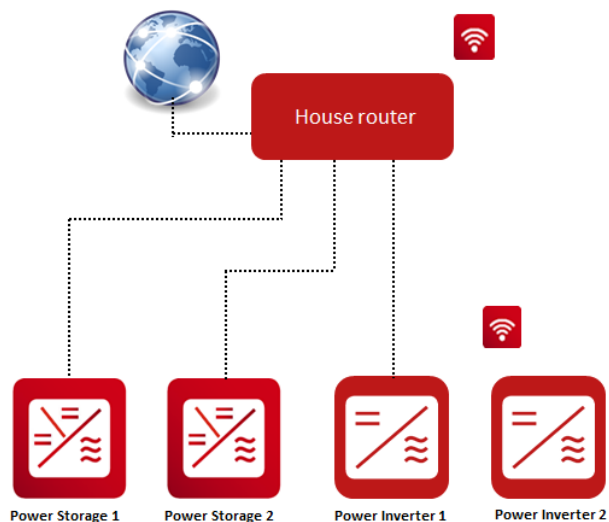 House router
Power Storage 1
Power Storage 2
Power Inverter 1
Power Inverter 2